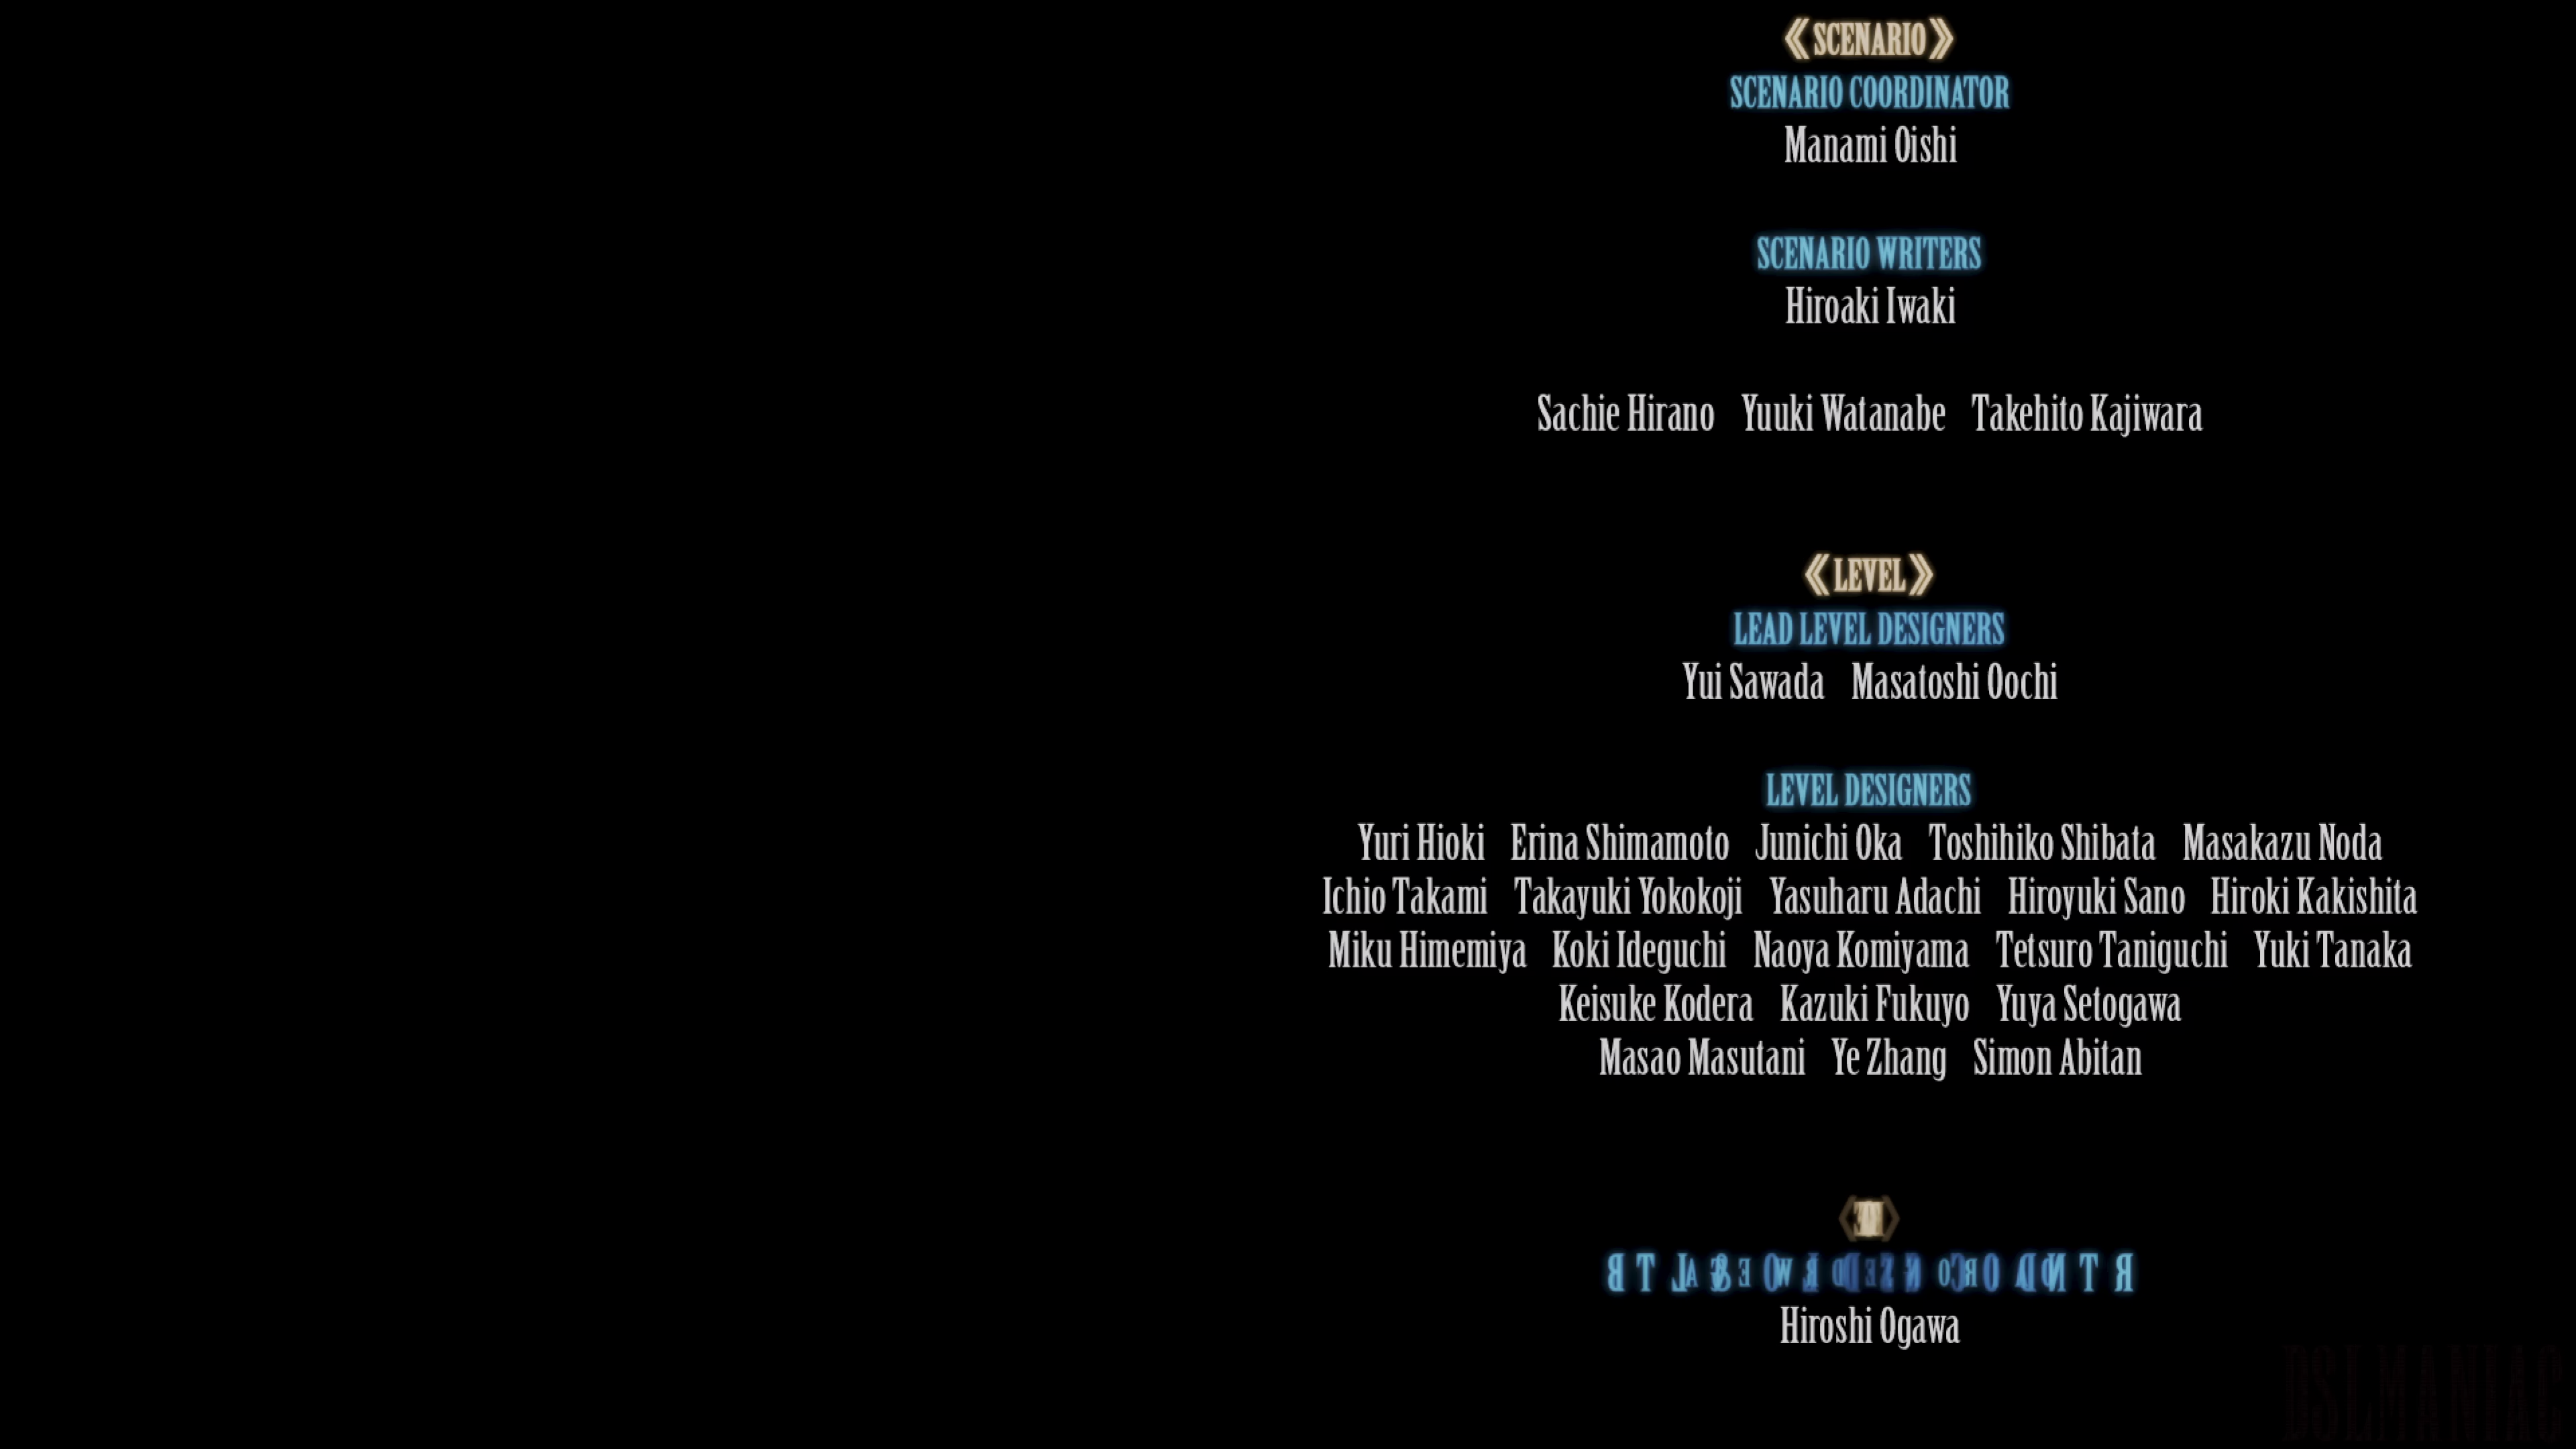 《SCENARIO》
SCENARIO COORDINATOR
Manami Oishi
SCENARIO WRITERS
Hiroaki Iwaki
Sachie Hirano Yuuki Watanabe Takehito Kajiwara
《LEVEL》
LEAD LEVEL DESIGNERS
Yui Sawada Masatoshi Oochi
LEVEL DESIGNERS
Yuri Hioki Erina Shimamoto Junichi Oka Toshihiko Shibata Masakazu Noda
Ichio Takami Takayuki Yokokoji Yasuharu Adachi Hiroyuki Sano Hiroki Kakishita
Miku Himemiya Koki Ideguchi Naoya Komiyama Tetsuro Taniguchi Yuki Tanaka
Keisuke Kodera Kazuki Fukuyo Yuya Setogawa
Masao Masutani Ye Zhang Simon Abitan
Hiroshi Ogawa
DSLMANIAC